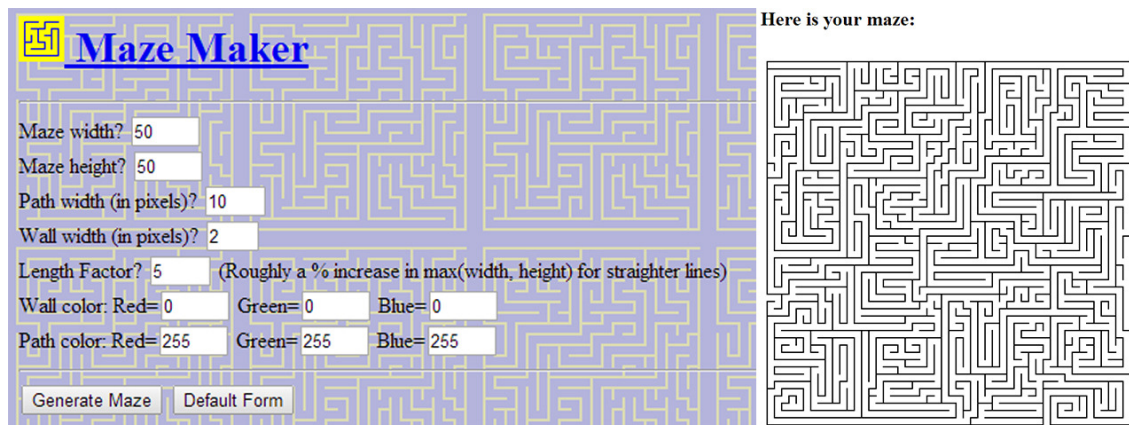 Maze Maker
Here is your maze:
Maze width? 50
Maze height? 50
Path width (in pixels)? 10
Wall width (in pixels)? 2
Length Factor? 5 (Roughly a % increase in max(width, height) for straighter lines)
Wall color: Red= 0 Green= 0 Blue= 0
Path color: Red= 255 Green= 255 Blue= 255
Generate Maze Default Form